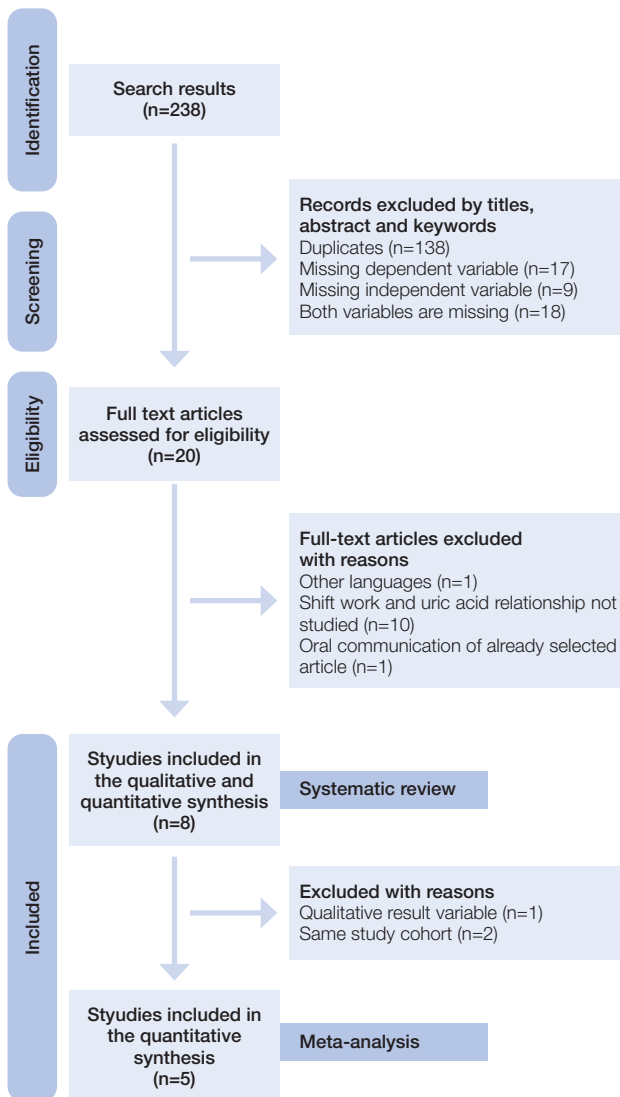 Identification
Search results
(n=238)
Screening
Records excluded by titles,
abstract and keywords
Duplicates (n=138)
Missing dependent variable (n=17)
Missing independent variable (n=9)
Both variables are missing (n=18)
Eligibility
Full text articles
assessed for eligibility
(n=20)
Full-text articles excluded
with reasons
Other languages (n=1)
Shift work and uric acid relationship not
studied (n=10)
Oral communication of already selected
article (n=1)
Included
Styudies included in
the qualitative and
quantitative synthesis
(n=8)
Systematic review
Excluded with reasons
Qualitative result variable (n=1)
Same study cohort (n=2)
Styudies included in
the quantitative
synthesis
(n=5)
Meta-analysis